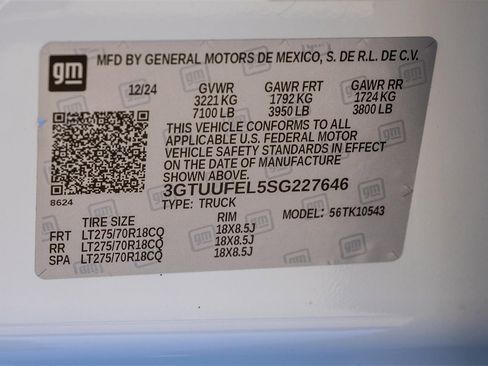 gm MFD BY GENERAL MOTORS DE MEXICO, S. DE R.L. DE C.V.
12/24 GVWR GAWR FRT GAWR RR
3221 KG 1792 KG 1724 KG
7100 LB 3950 LB 3800 LB
THIS VEHICLE CONFORMS TO ALL
APPLICABLE U.S. FEDERAL MOTOR
VEHICLE SAFETY STANDARDS IN EFFECT
ON THE DATE OF MANUFACTURE
SHOWN ABOVE.
3GTUUFEL5SG227646
8624 TYPE: TRUCK
TIRE SIZE RIM MODEL: 56TK10543
FRT LT275/70R18CQ 18X8.5J
RR LT275/70R18CQ 18X8.5J
SPA LT275/70R18CQ 18X8.5J